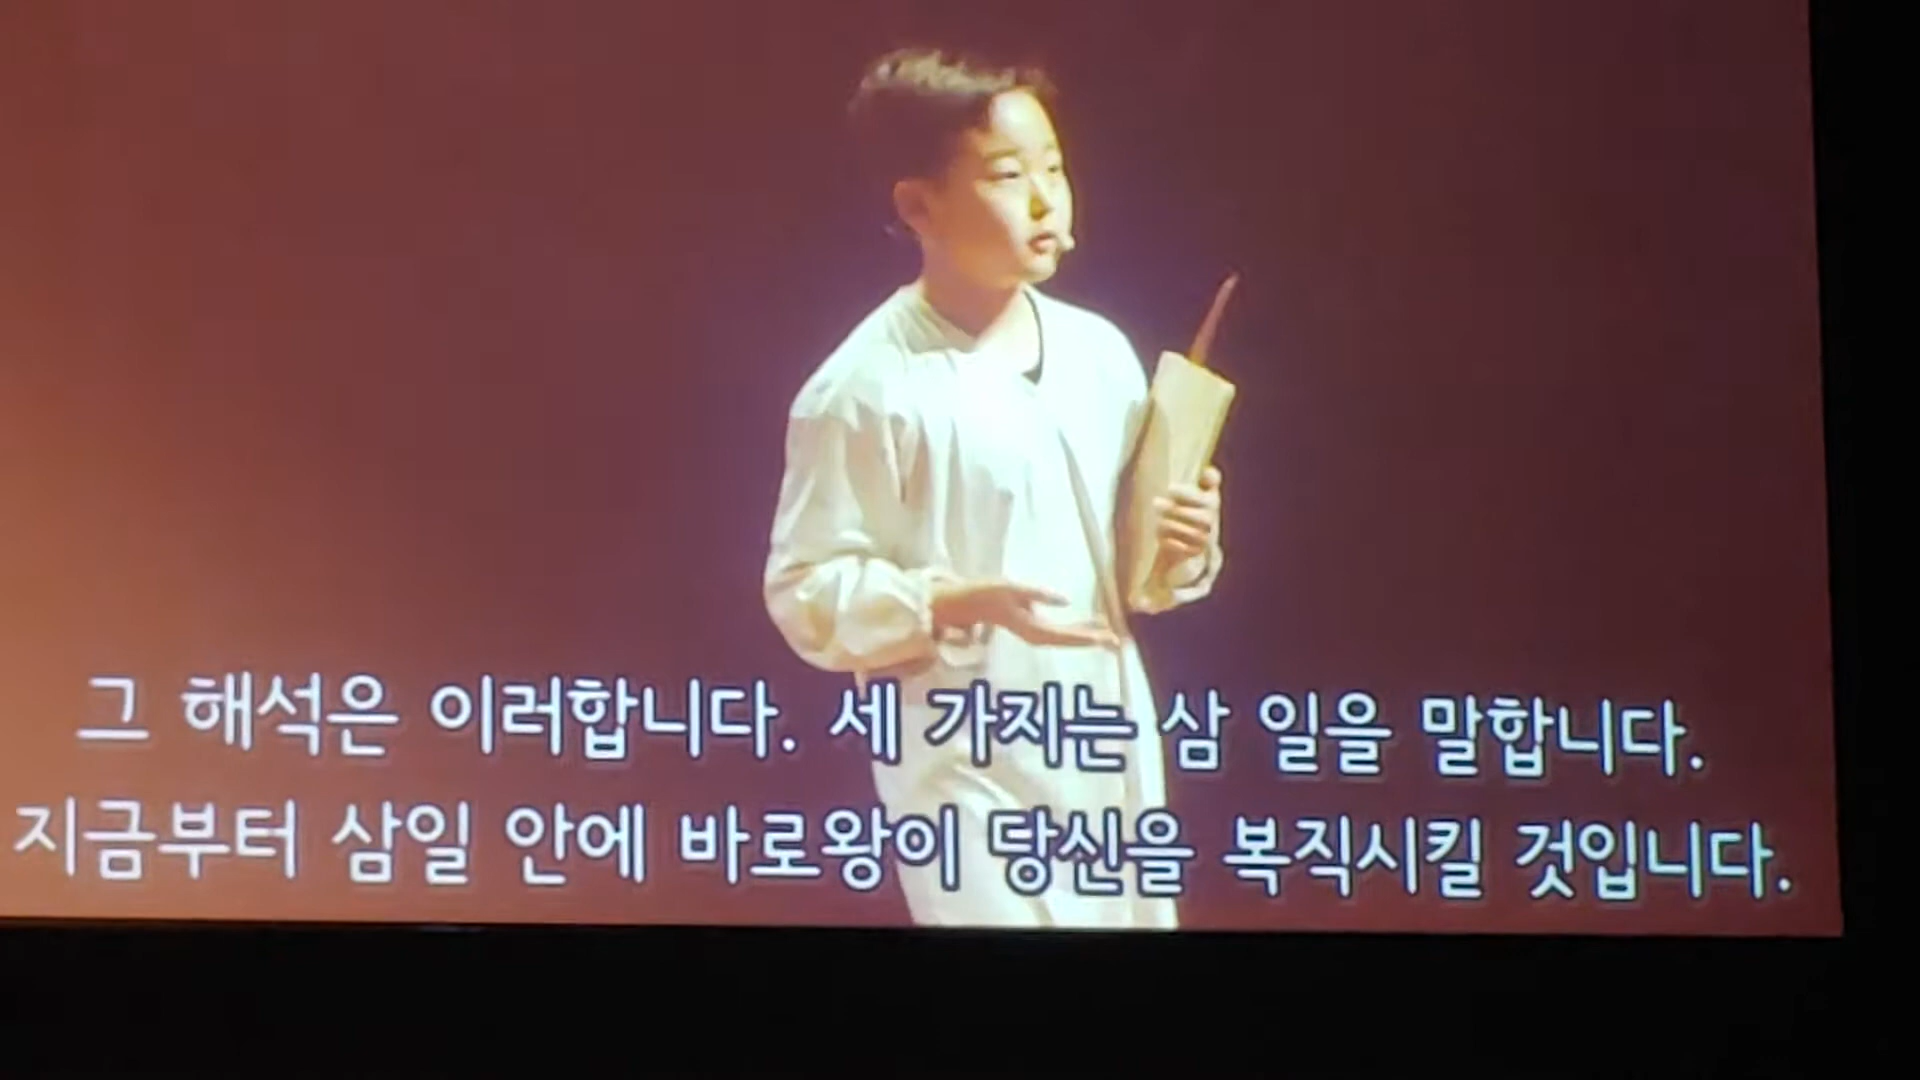 그 해석은 이러합니다. 세 가지는 삼 일을 말합니다.
지금부터 삼일 안에 바로왕이 당신을 복직시킬 것입니다.